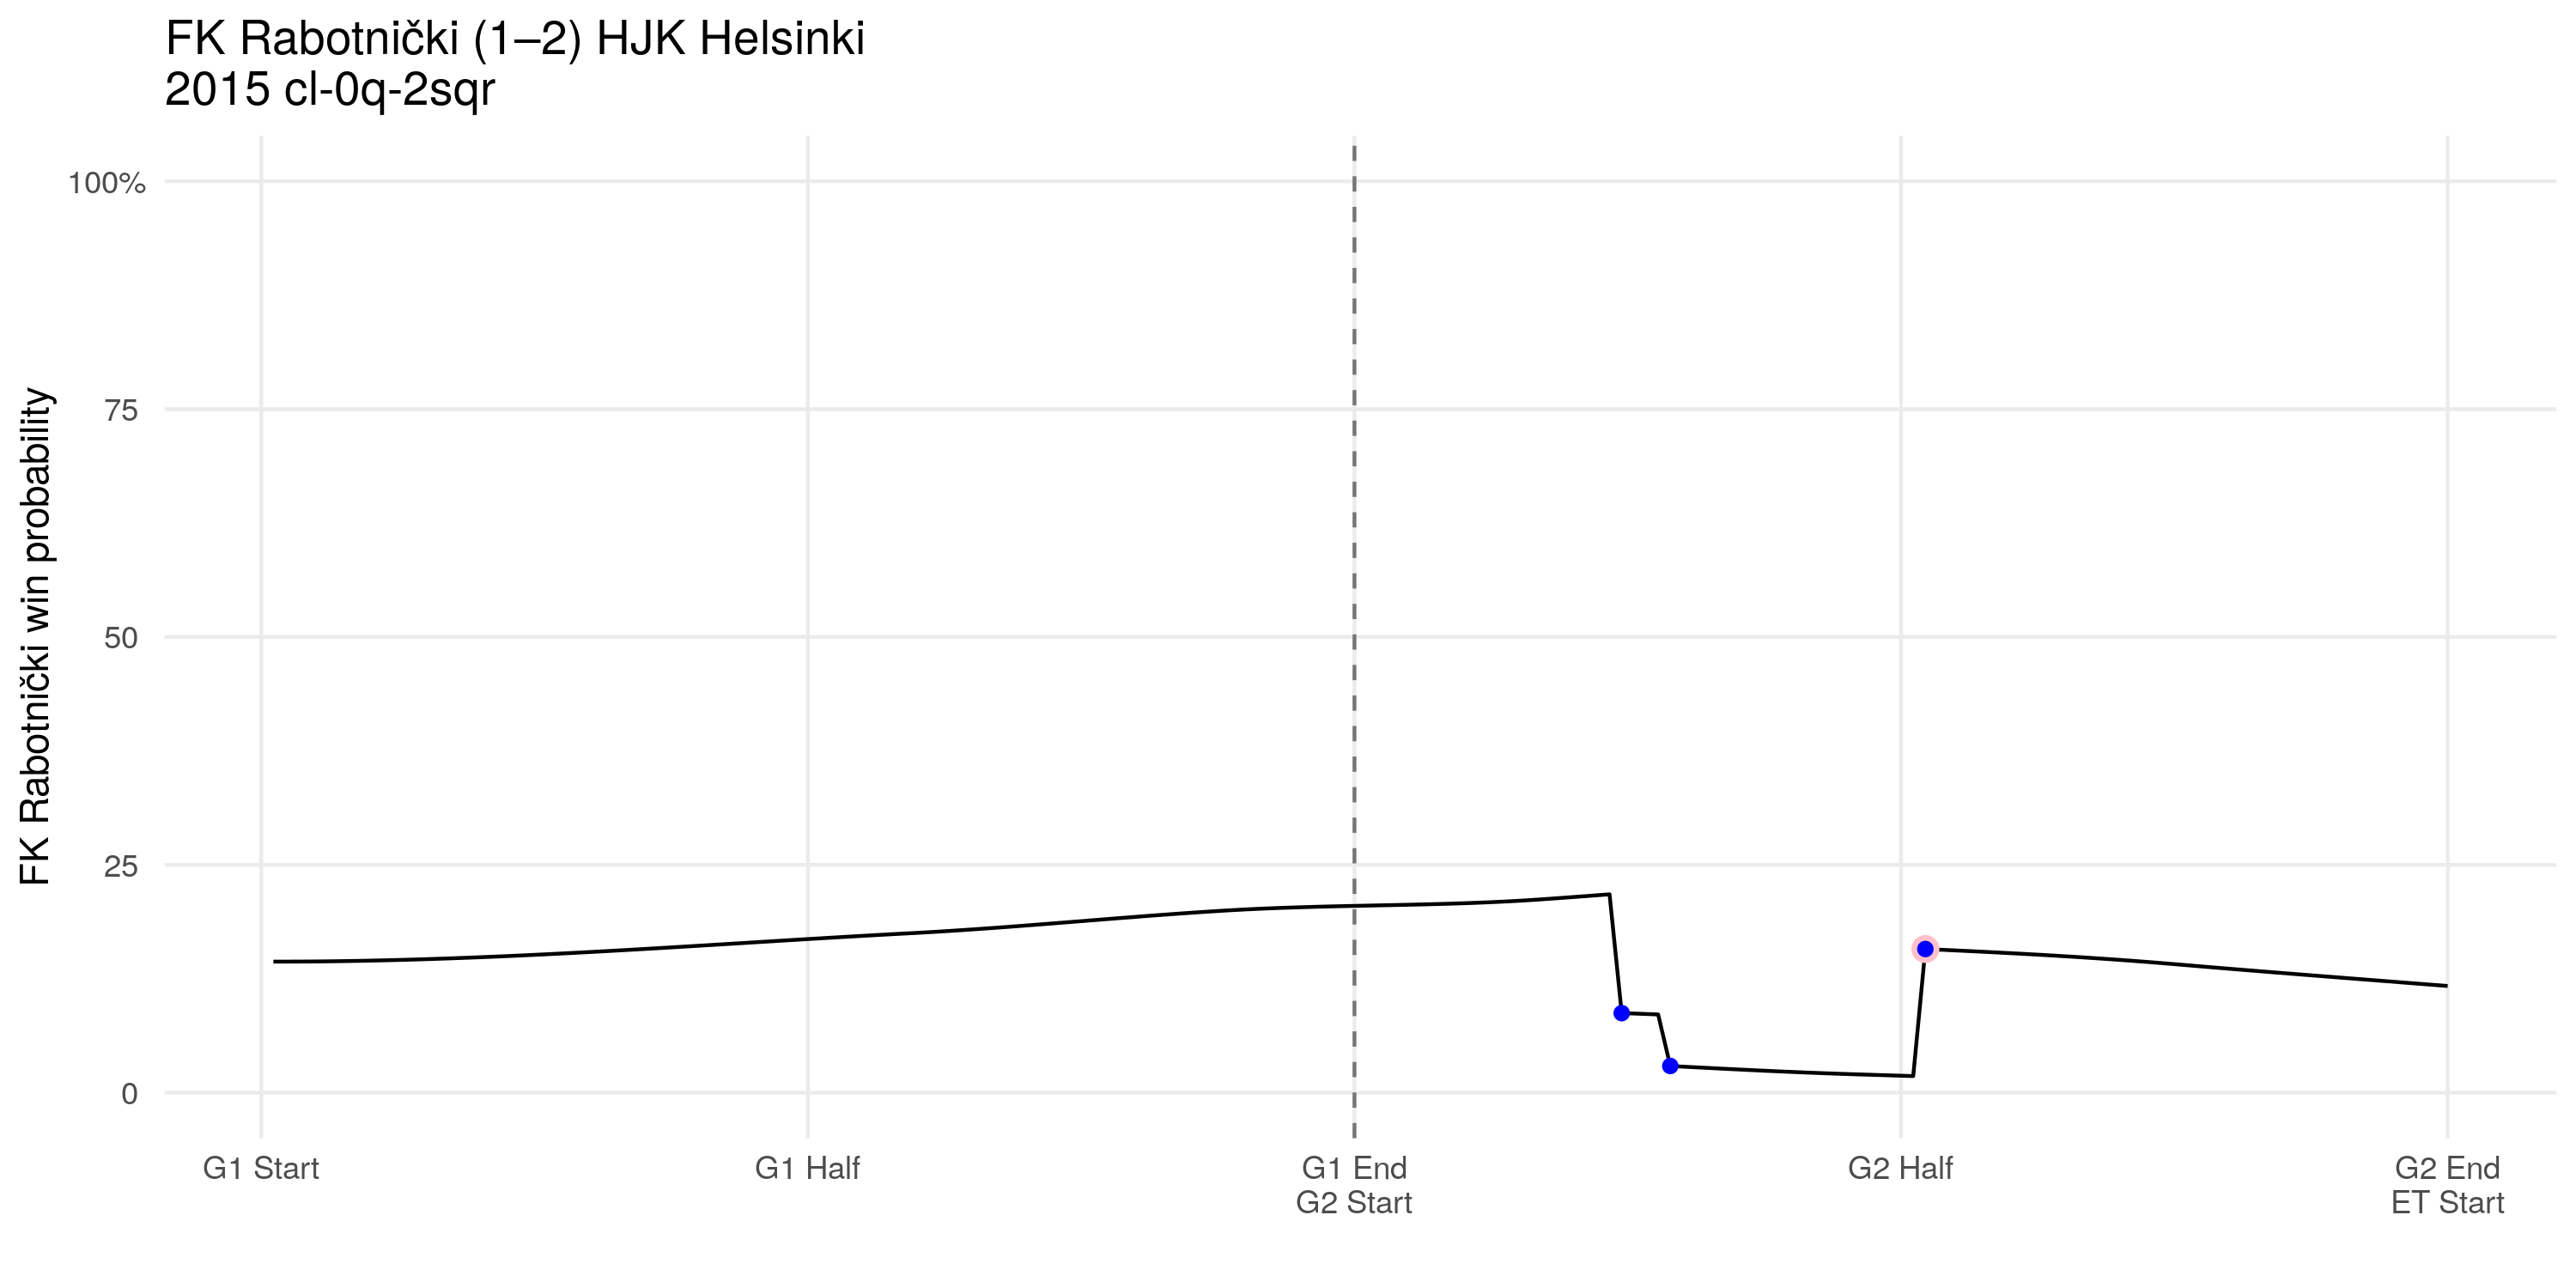 FK Rabotnički (1–2) HJK Helsinki
2015 cl-0q-2sqr
FK Rabotnički win probability
100%
75
50
25
0
G1 Start
G1 Half
G1 End
G2 Start
G2 Half
G2 End
ET Start